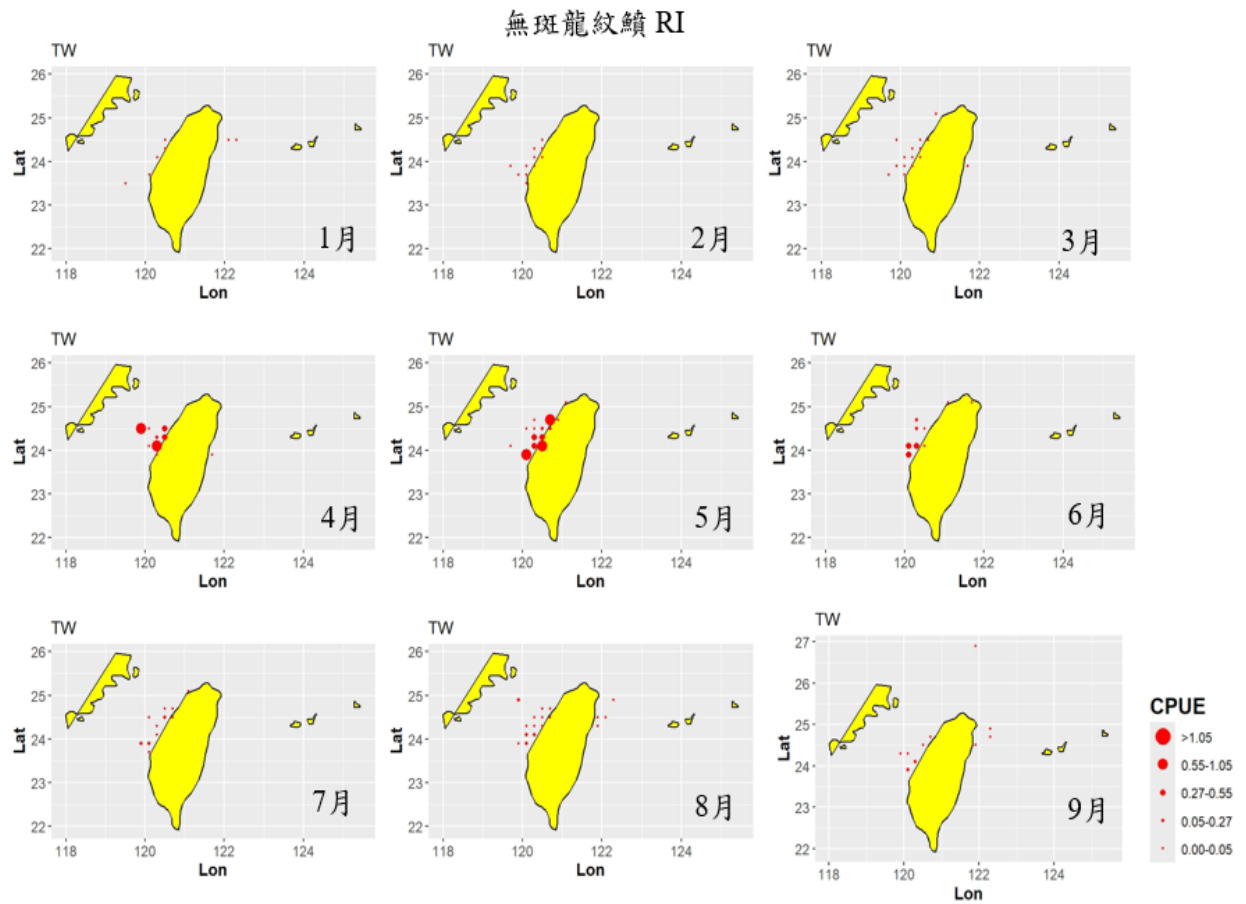 無斑龍紋鱝 RI
TW
26
25
24
23
22
Lat
118
120
122
124
Lon
1月
TW
26
25
24
23
22
Lat
118
120
122
124
Lon
2月
TW
26
25
24
23
22
Lat
118
120
122
124
Lon
3月
TW
26
25
24
23
22
Lat
118
120
122
124
Lon
4月
TW
26
25
24
23
22
Lat
118
120
122
124
Lon
5月
TW
26
25
24
23
22
Lat
118
120
122
124
Lon
6月
TW
26
25
24
23
22
Lat
118
120
122
124
Lon
7月
TW
26
25
24
23
22
Lat
118
120
122
124
Lon
8月
TW
27
26
25
24
23
22
Lat
118
120
122
124
Lon
9月
CPUE
>1.05
0.55-1.05
0.27-0.55
0.05-0.27
0.00-0.05